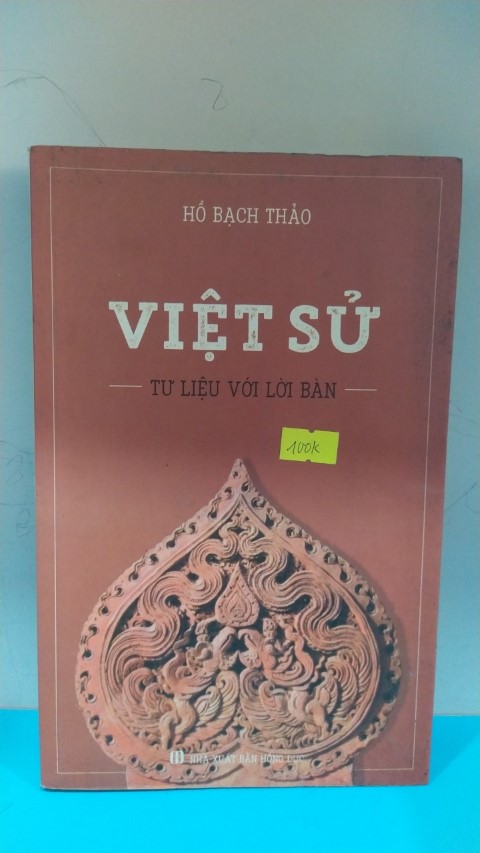 HỒ BẠCH THẢO
VIỆT SỬ
TƯ LIỆU VỚI LỜI BÀN
100K
NHÀ XUẤT BẢN HỒNG ĐỨC